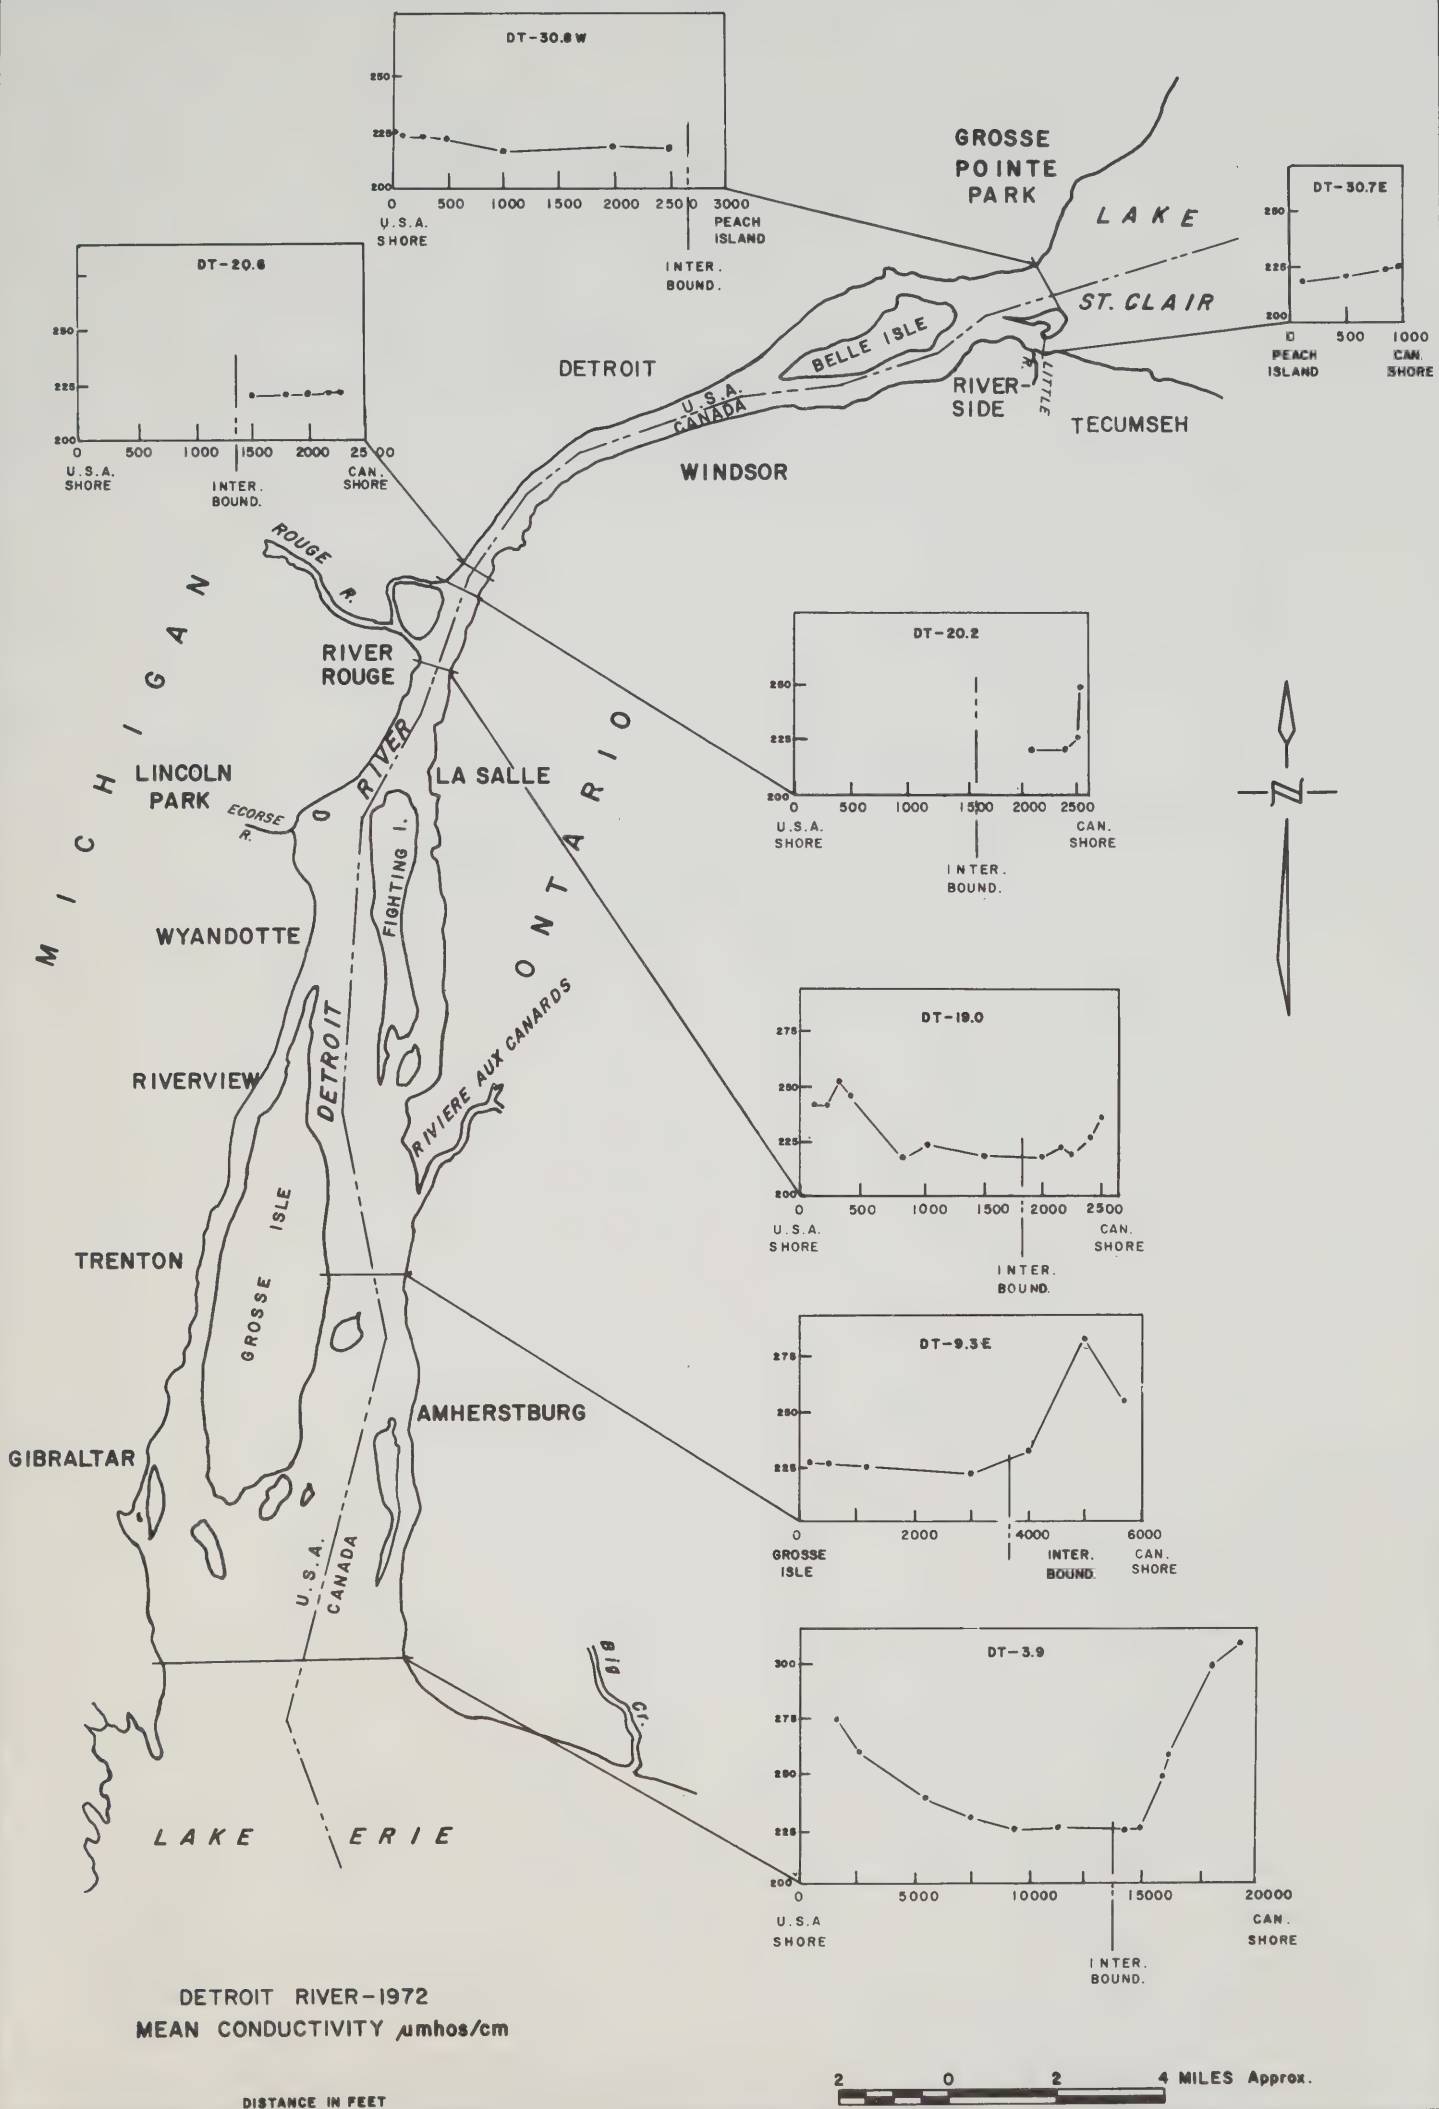 DT-30.8W
250
225
200
0 500 1000 1500 2000 2500 3000
U.S.A.
SHORE
PEACH
ISLAND
INTER.
BOUND.
GROSSE
POINTE
PARK
LAKE
ST. CLAIR
DT-30.7E
250
225
200
0 500 1000
PEACH
ISLAND
CAN.
SHORE
DT-20.6
250
225
200
0 500 1000 1500 2000 2500
U.S.A.
SHORE
INTER.
BOUND.
CAN.
SHORE
DETROIT
BELLE ISLE
U.S.A.
CANADA
RIVER-
SIDE
LITTLE
R.
TECUMSEH
WINDSOR
ROUGE
R.
MICHIGAN
RIVER
ROUGE
DT-20.2
250
225
200
0 500 1000 1500 2000 2500
U.S.A.
SHORE
CAN.
SHORE
INTER.
BOUND.
N
LINCOLN
PARK
ECORSE
R.
DETROIT RIVER
LA SALLE
ONTARIO
FIGHTING I.
WYANDOTTE
RIVERVIEW
RIVIERE AUX CANARDS
DT-19.0
275
250
225
200
0 500 1000 1500 2000 2500
U.S.A.
SHORE
CAN.
SHORE
INTER.
BOUND.
TRENTON
GROSSE ISLE
DT-9.3E
275
250
225
0 2000 4000 6000
GROSSE
ISLE
INTER.
BOUND.
CAN.
SHORE
AMHERSTBURG
GIBRALTAR
U.S.A.
CANADA
Big Cr.
DT-3.9
300
275
250
225
200
0 5000 10000 15000 20000
U.S.A
SHORE
CAN.
SHORE
INTER.
BOUND.
LAKE ERIE
DETROIT RIVER-1972
MEAN CONDUCTIVITY µmhos/cm
DISTANCE IN FEET
2 0 2 4 MILES Approx.